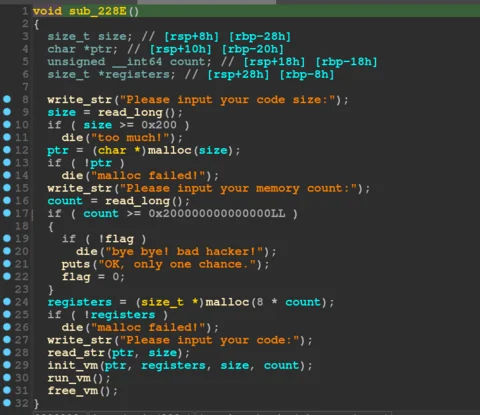 1 void sub_228E()
2 {
3 size_t size; // [rsp+8h] [rbp-28h]
4 char *ptr; // [rsp+10h] [rbp-20h]
5 unsigned __int64 count; // [rsp+18h] [rbp-18h]
6 size_t *registers; // [rsp+28h] [rbp-8h]
7
8 write_str("Please input your code size:");
9 size = read_long();
10 if ( size >= 0x200 )
11 die("too much!");
12 ptr = (char *)malloc(size);
13 if ( !ptr )
14 die("malloc failed!");
15 write_str("Please input your memory count:");
16 count = read_long();
17 if ( count >= 0x200000000000000LL )
18 {
19 if ( !flag )
20 die("bye bye! bad hacker!");
21 puts("OK, only one chance.");
22 flag = 0;
23 }
24 registers = (size_t *)malloc(8 * count);
25 if ( !registers )
26 die("malloc failed!");
27 write_str("Please input your code:");
28 read_str(ptr, size);
29 init_vm(ptr, registers, size, count);
30 run_vm();
31 free_vm();
32 }